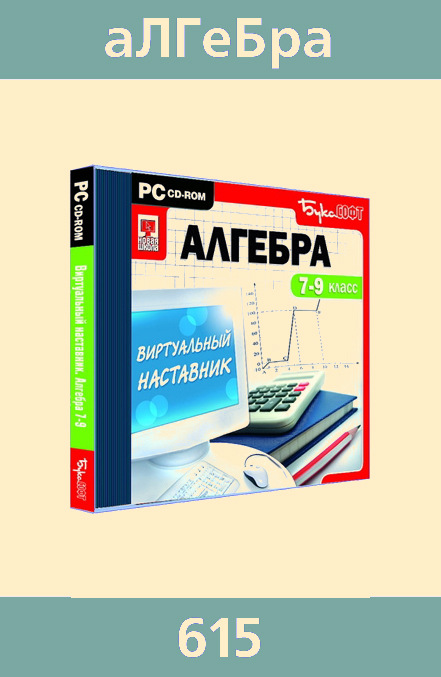 аЛГеБра
PC CD-ROM
БукаСОФТ
НОВАЯ
ШКОЛА
АЛГЕБРА
7-9 класс
ВИРТУАЛЬНЫЙ
НАСТАВНИК
PC
CD-ROM
Виртуальный наставник. Алгебра 7-9
БукаСОФТ
615